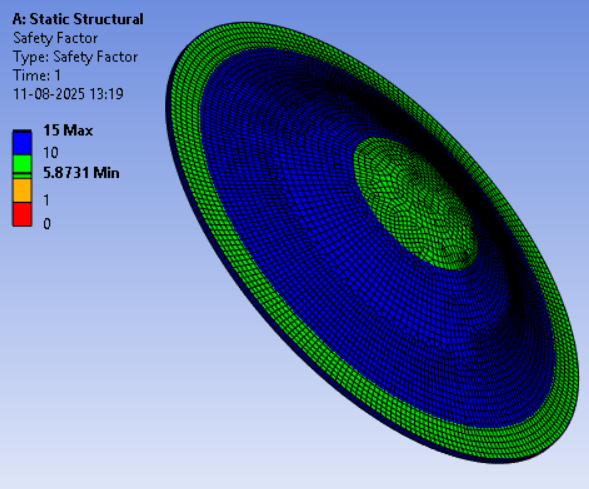 A: Static Structural
Safety Factor
Type: Safety Factor
Time: 1
11-08-2025 13:19
15 Max
10
5.8731 Min
1
0